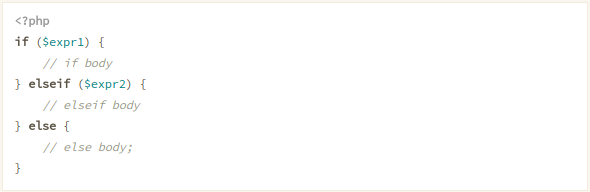 <?php
if ($expr1) {
    // if body
} elseif ($expr2) {
    // elseif body
} else {
    // else body;
}